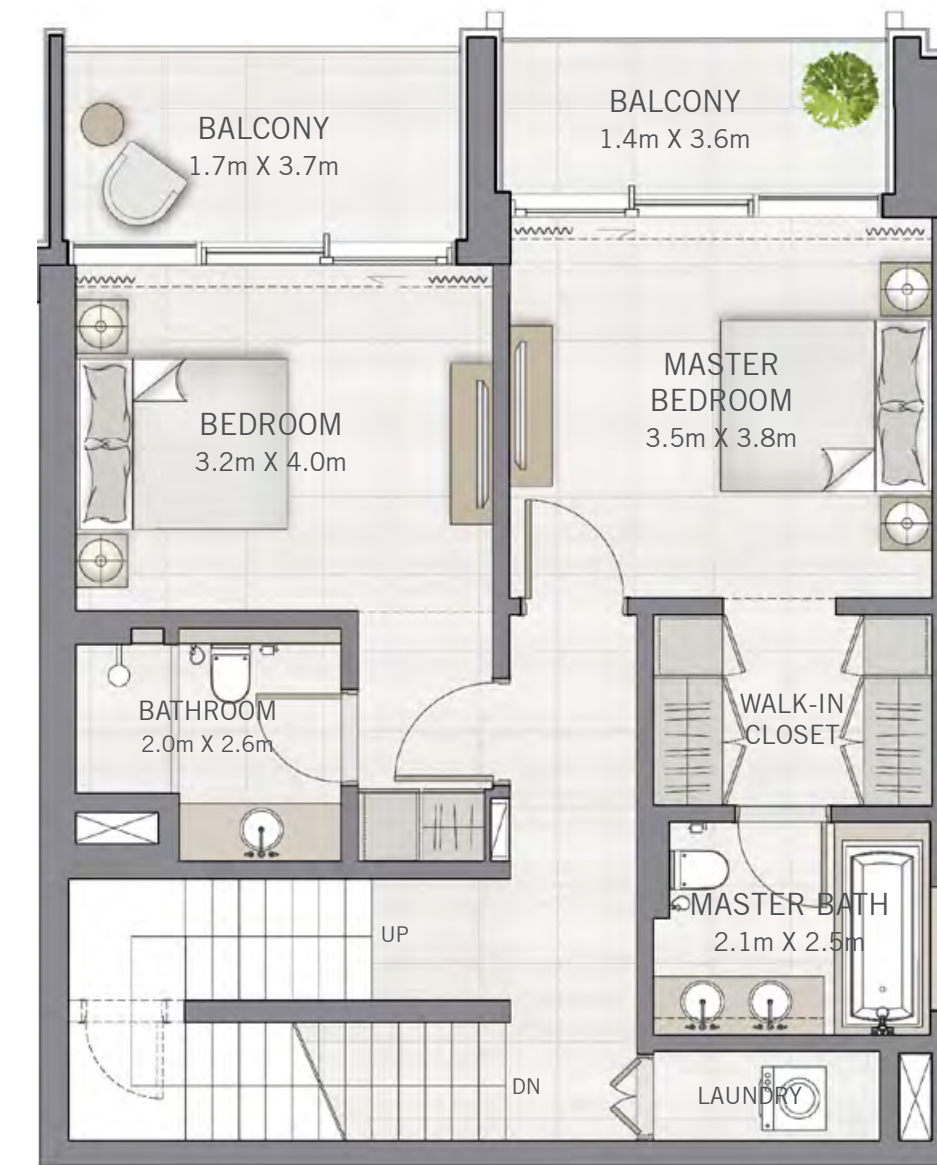 BALCONY
1.7m X 3.7m
BALCONY
1.4m X 3.6m
BEDROOM
3.2m X 4.0m
MASTER
BEDROOM
3.5m X 3.8m
BATHROOM
2.0m X 2.6m
WALK-IN
CLOSET
MASTER BATH
2.1m X 2.5m
UP
DN
LAUNDRY